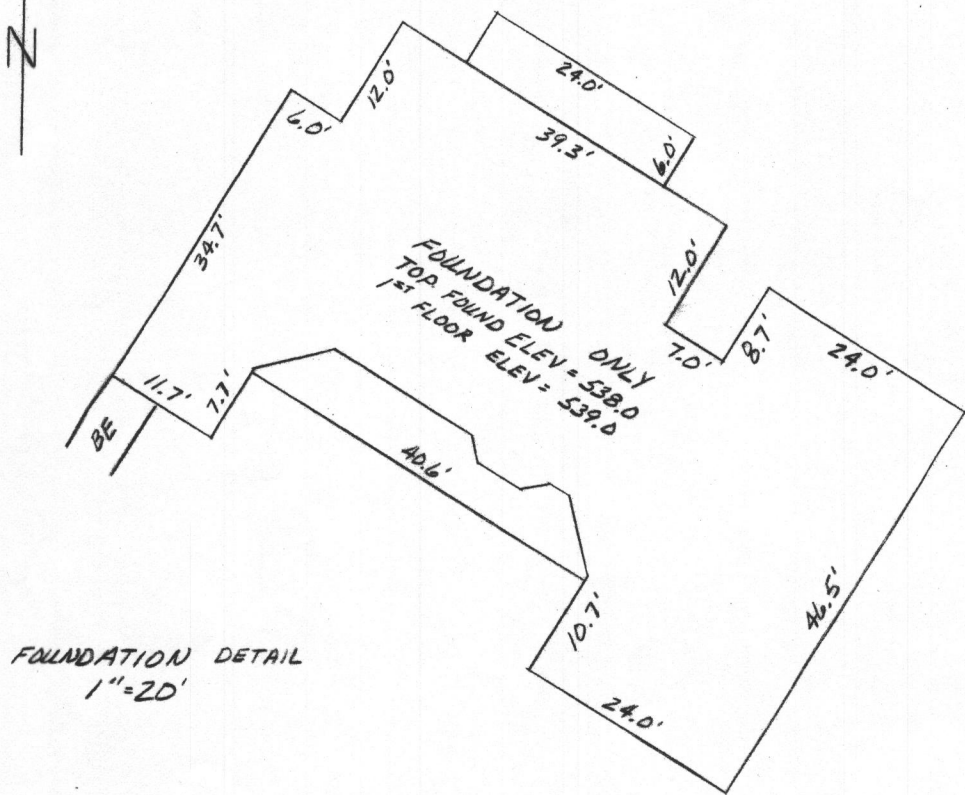 N
24.0'
12.0'
6.0'
39.3'
6.0'
34.7'
FOUNDATION ONLY
TOP FOUND ELEV = 538.0
1ST FLOOR ELEV = 539.0
12.0'
7.0'
8.7'
24.0'
11.7'
7.7'
BE
40.6'
10.7'
46.5'
24.0'
FOUNDATION DETAIL
1"=20'